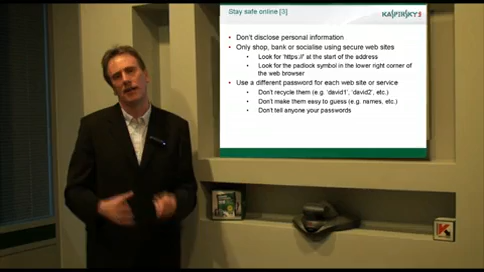 Stay safe online [3]
KASPERSKY
Don't disclose personal information
Only shop, bank or socialise using secure web sites
Look for 'https://' at the start of the address
Look for the padlock symbol in the lower right corner of
the web browser
Use a different password for each web site or service
Don't recycle them (e.g. 'david1', 'david2', etc.)
Don't make them easy to guess (e.g. names, etc.)
Don't tell anyone your passwords